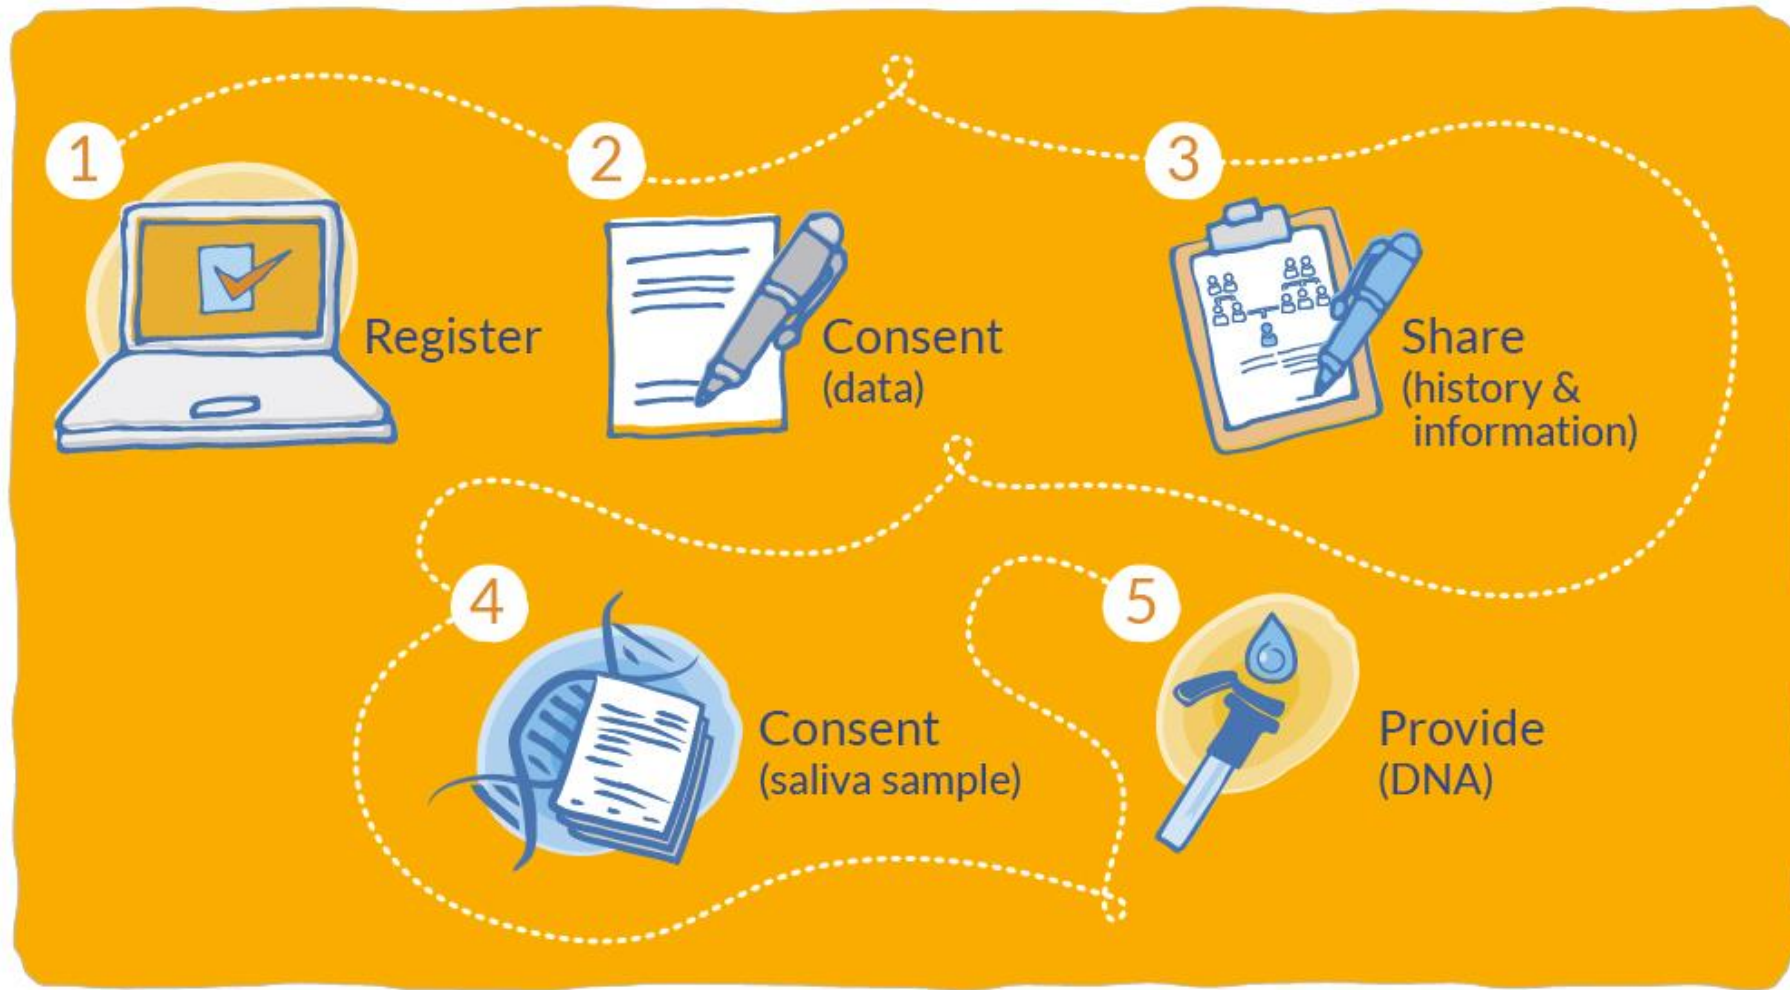 1
Register
2
Consent
(data)
3
Share
(history &
information)
4
Consent
(saliva sample)
5
Provide
(DNA)